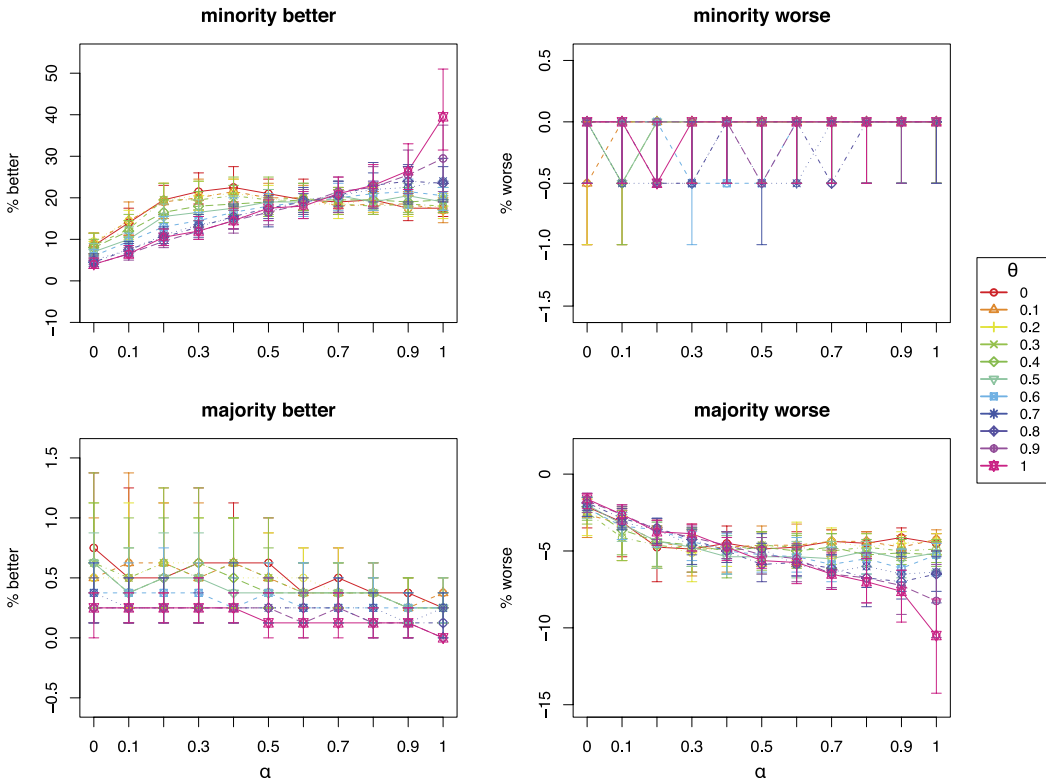 minority better
% better
50
40
30
20
10
0
−10
0 0.1 0.3 0.5 0.7 0.9 1
minority worse
% worse
0.5
0.0
−0.5
−1.0
−1.5
0 0.1 0.3 0.5 0.7 0.9 1
majority better
% better
1.5
1.0
0.5
0.0
−0.5
0 0.1 0.3 0.5 0.7 0.9 1
α
majority worse
% worse
0
−5
−10
−15
0 0.1 0.3 0.5 0.7 0.9 1
α
θ
0
0.1
0.2
0.3
0.4
0.5
0.6
0.7
0.8
0.9
1